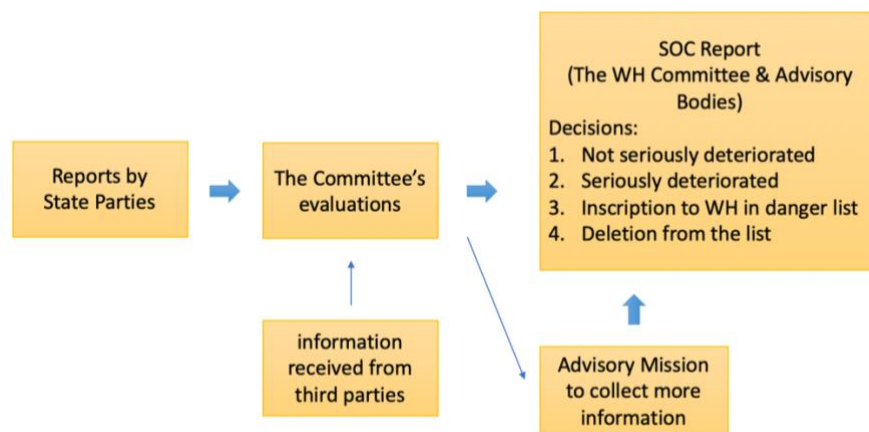 Reports by
State Parties
The Committee's
evaluations
information
received from
third parties
SOC Report
(The WH Committee & Advisory
Bodies)
Decisions:
1. Not seriously deteriorated
2. Seriously deteriorated
3. Inscription to WH in danger list
4. Deletion from the list
Advisory Mission
to collect more
information